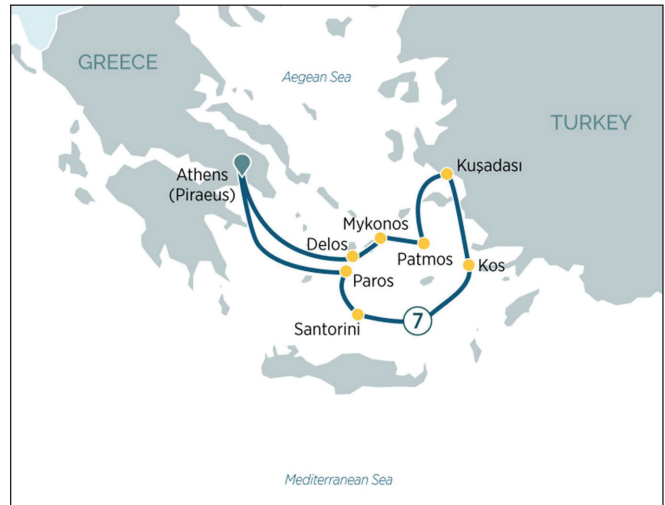 GREECE
Aegean Sea
TURKEY
Kuşadası
Athens
(Piraeus)
Mykonos
Delos
Patmos
Kos
Paros
Santorini
7
Mediterranean Sea